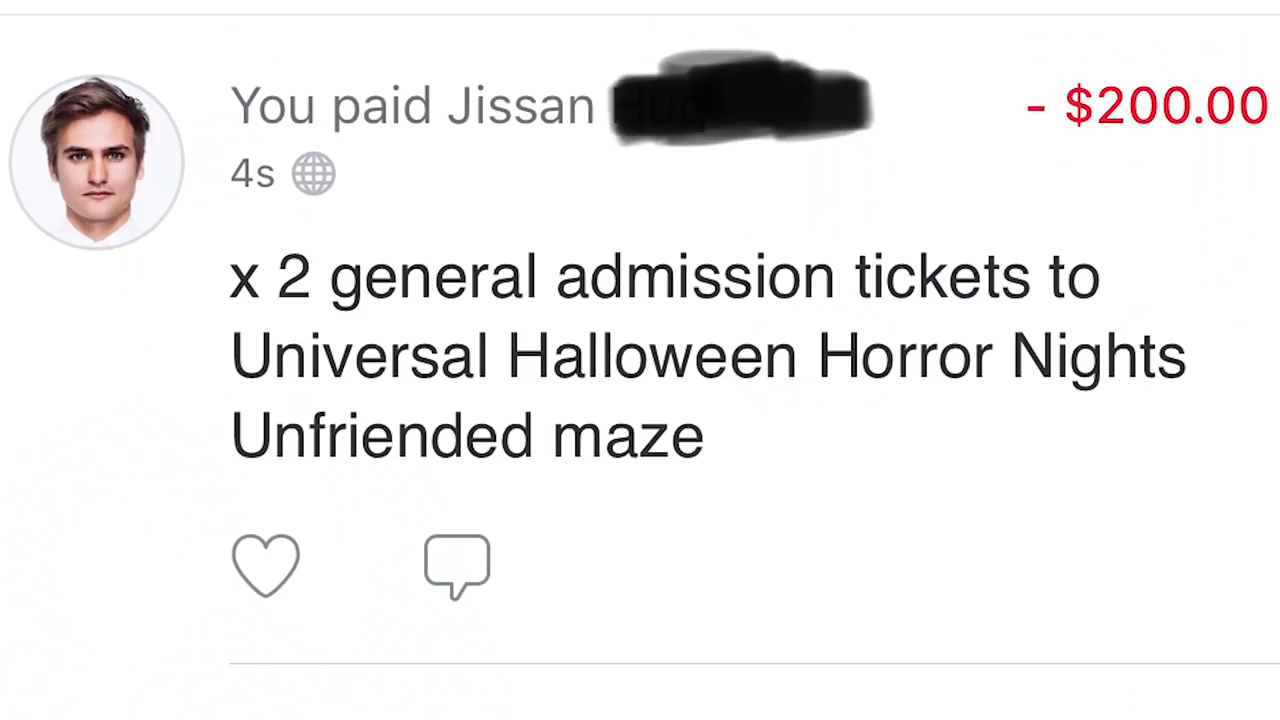 You paid Jissan
- $200.00
4s
x 2 general admission tickets to
Universal Halloween Horror Nights
Unfriended maze